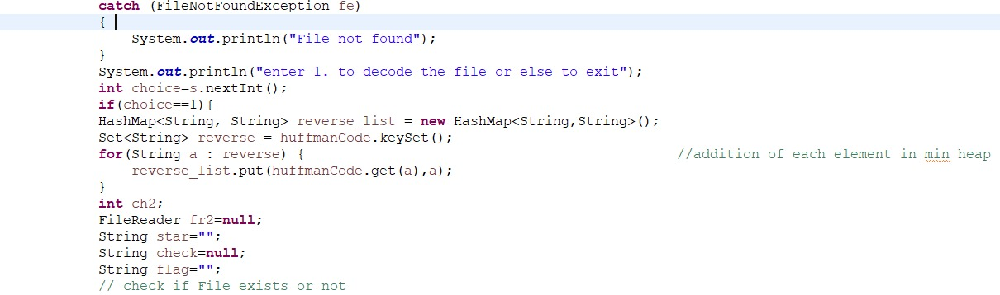 catch (FileNotFoundException fe)
{
System.out.println("File not found");
}
System.out.println("enter 1. to decode the file or else to exit");
int choice=s.nextInt();
if(choice==1){
HashMap<String, String> reverse_list = new HashMap<String,String>();
Set<String> reverse = huffmanCode.keySet();
for(String a : reverse) { //addition of each element in min heap
reverse_list.put(huffmanCode.get(a),a);
}
int ch2;
FileReader fr2=null;
String star="";
String check=null;
String flag="";
// check if File exists or not